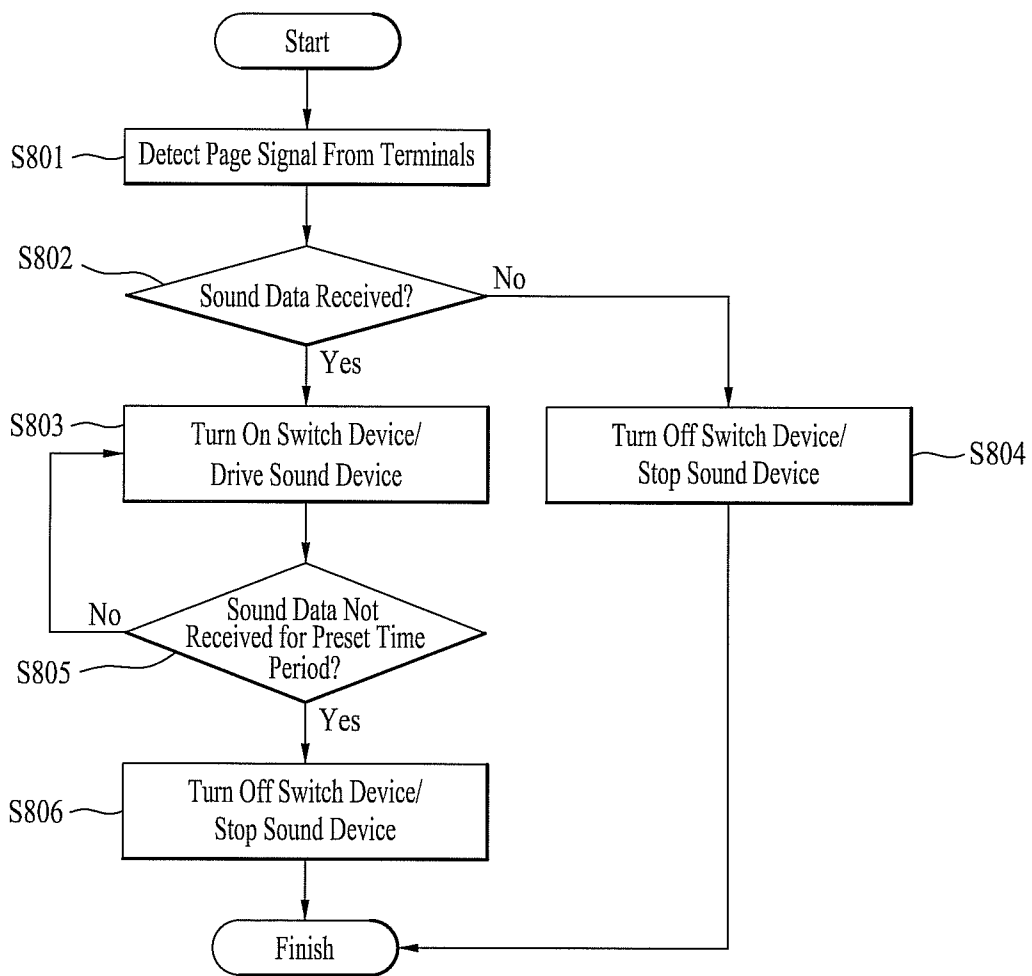 Start
S801
Detect Page Signal From Terminals
S802
Sound Data Received?
No
Yes
S803
Turn On Switch Device/
Drive Sound Device
Turn Off Switch Device/
Stop Sound Device
S804
No
Sound Data Not
Received for Preset Time
Period?
S805
Yes
S806
Turn Off Switch Device/
Stop Sound Device
Finish